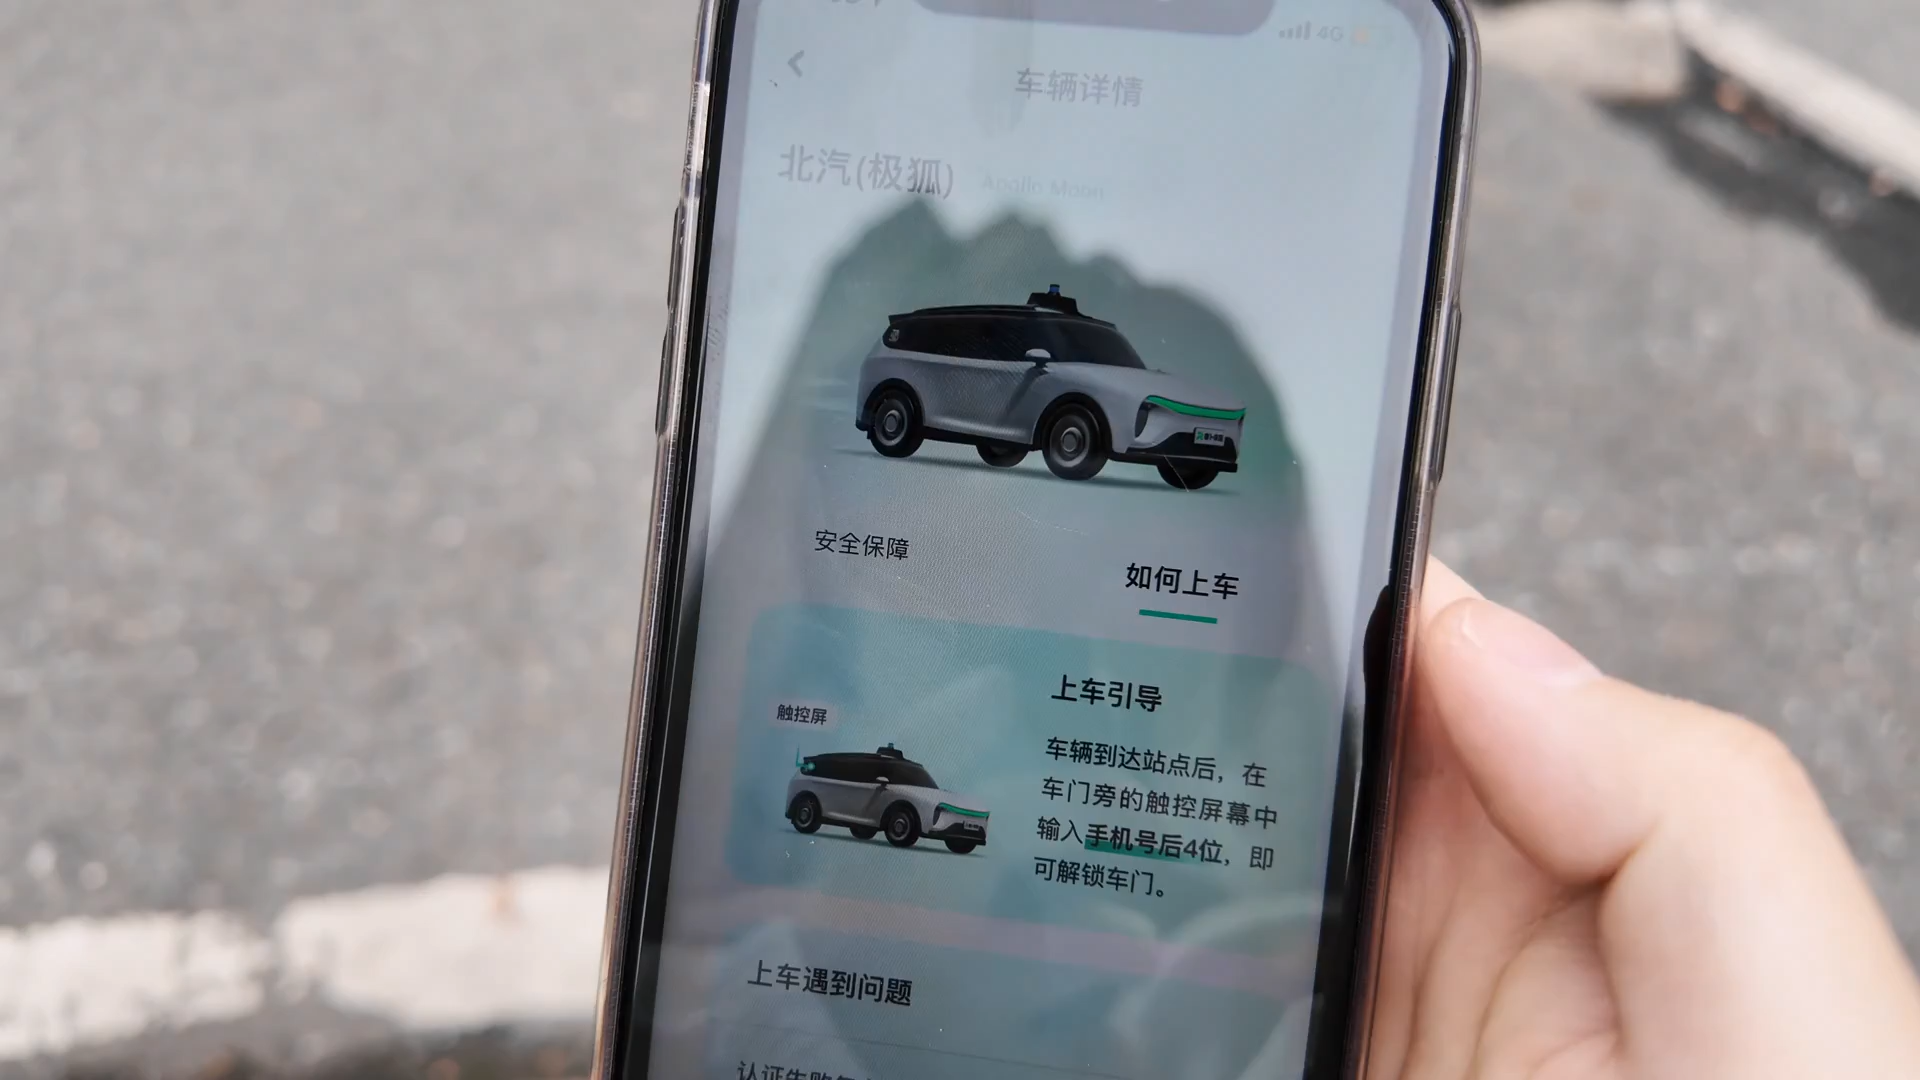 4G
车辆详情
北汽(极狐) Apollo Moon
安全保障
如何上车
上车引导
触控屏
车辆到达站点后，在
车门旁的触控屏幕中
输入手机号后4位，即
可解锁车门。
上车遇到问题